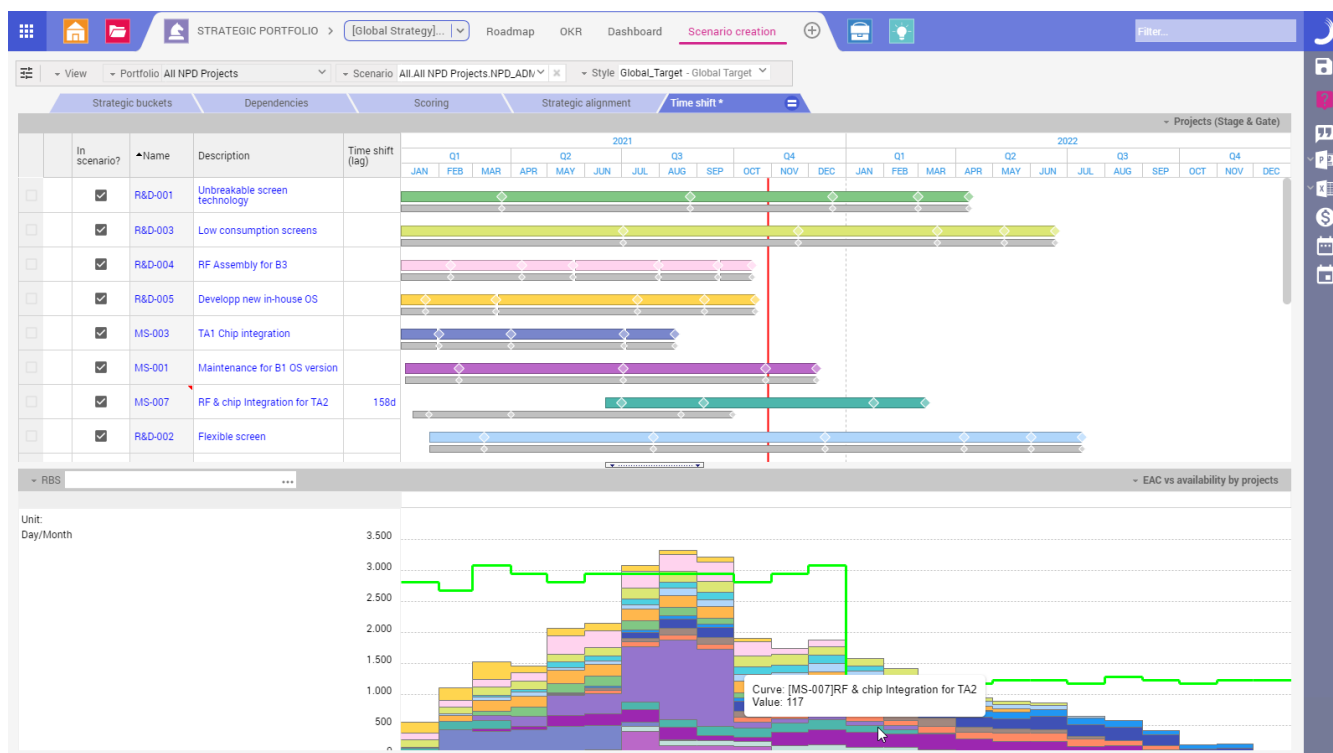 STRATEGIC PORTFOLIO > [Global Strategy]... Roadmap OKR Dashboard Scenario creation Filter...
View Portfolio All NPD Projects Scenario All.All NPD Projects.NPD_ADM Style Global_Target - Global Target
Strategic buckets Dependencies Scoring Strategic alignment Time shift *
Projects (Stage & Gate)
In scenario? Name Description Time shift (lag)
2021 2022
Q1 Q2 Q3 Q4 Q1 Q2 Q3 Q4
JAN FEB MAR APR MAY JUN JUL AUG SEP OCT NOV DEC JAN FEB MAR APR MAY JUN JUL AUG SEP OCT NOV DEC
R&D-001 Unbreakable screen technology
R&D-003 Low consumption screens
R&D-004 RF Assembly for B3
R&D-005 Developp new in-house OS
MS-003 TA1 Chip integration
MS-001 Maintenance for B1 OS version
MS-007 RF & chip Integration for TA2 158d
R&D-002 Flexible screen
RBS ... EAC vs availability by projects
Unit:
Day/Month
3.500
3.000
2.500
2.000
1.500
1.000
500
0
Curve: [MS-007]RF & chip Integration for TA2
Value: 117